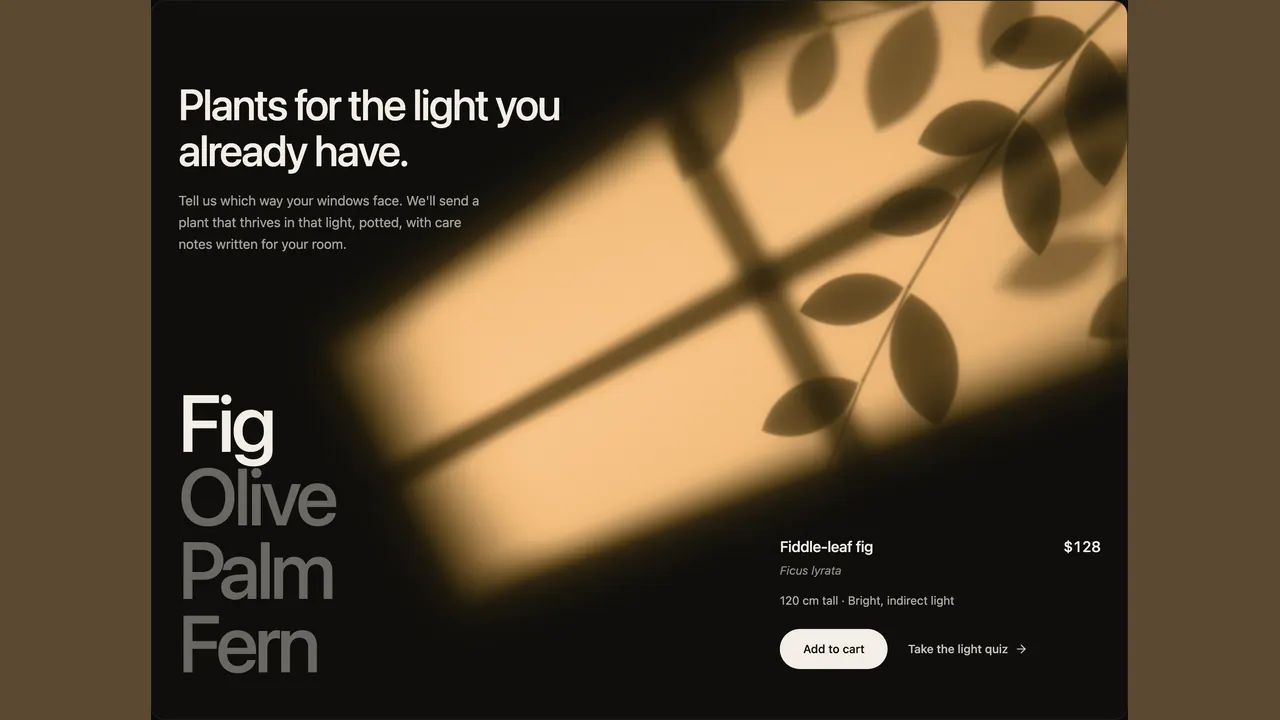 Plants for the light you
already have.
Tell us which way your windows face. We'll send a
plant that thrives in that light, potted, with care
notes written for your room.
Fig
Olive
Palm
Fern
Fiddle-leaf fig
$128
Ficus lyrata
120 cm tall · Bright, indirect light
Add to cart
Take the light quiz →